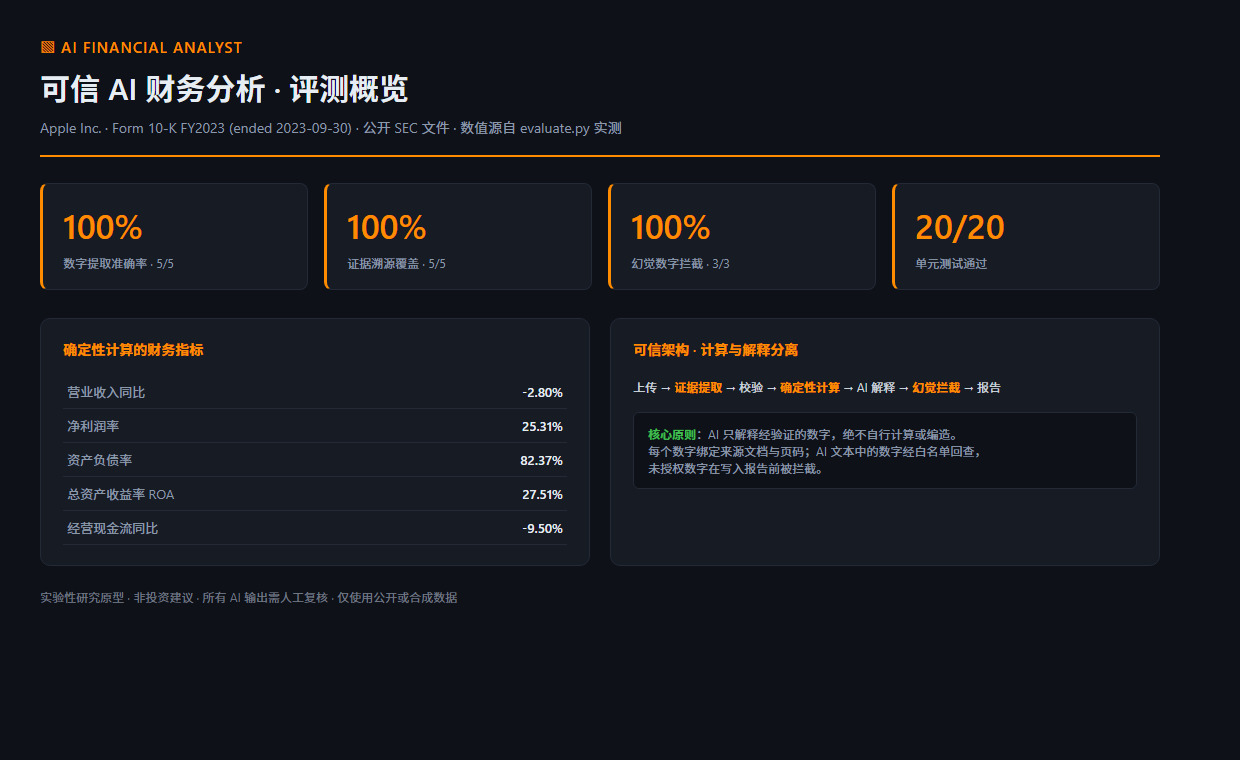 AI FINANCIAL ANALYST
可信 AI 财务分析 · 评测概览
Apple Inc. · Form 10-K FY2023 (ended 2023-09-30) · 公开 SEC 文件 · 数值源自 evaluate.py 实测
100%
数字提取准确率 · 5/5
100%
证据溯源覆盖 · 5/5
100%
幻觉数字拦截 · 3/3
20/20
单元测试通过
确定性计算的财务指标
营业收入同比 -2.80%
净利润率 25.31%
资产负债率 82.37%
总资产收益率 ROA 27.51%
经营现金流同比 -9.50%
可信架构 · 计算与解释分离
上传 → 证据提取 → 校验 → 确定性计算 → AI 解释 → 幻觉拦截 → 报告
核心原则：AI 只解释经验证的数字，绝不自行计算或编造。
每个数字绑定来源文档与页码；AI 文本中的数字经白名单回查，
未授权数字在写入报告前被拦截。
实验性研究原型 · 非投资建议 · 所有 AI 输出需人工复核 · 仅使用公开或合成数据